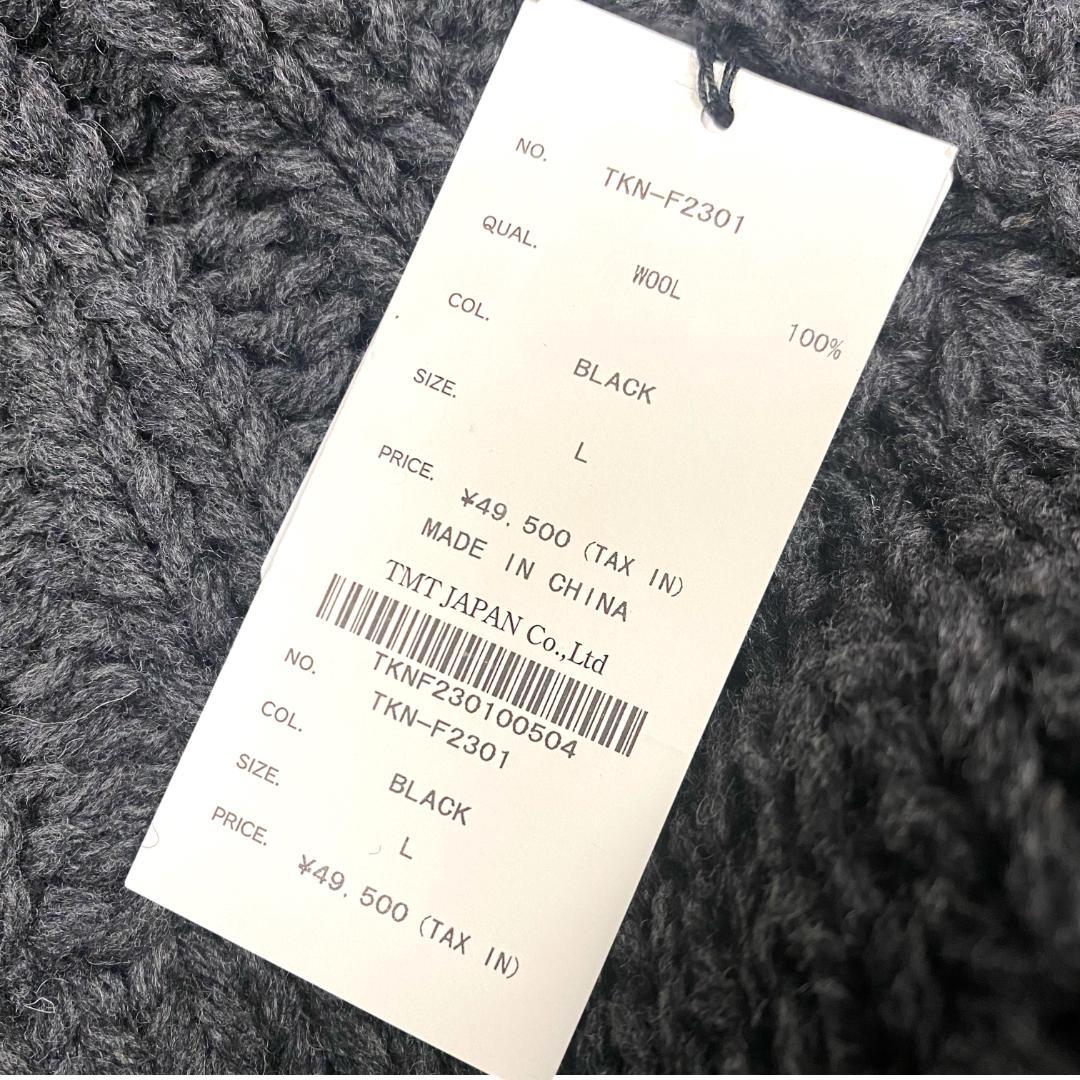 NO. TKN-F2301
QUAL. WOOL 100%
COL. BLACK
SIZE. L
PRICE. ¥49,500 (TAX IN)
MADE IN CHINA
TMT JAPAN Co.,Ltd
TKNF230100504
NO. TKN-F2301
COL. BLACK
SIZE. L
PRICE. ¥49,500 (TAX IN)